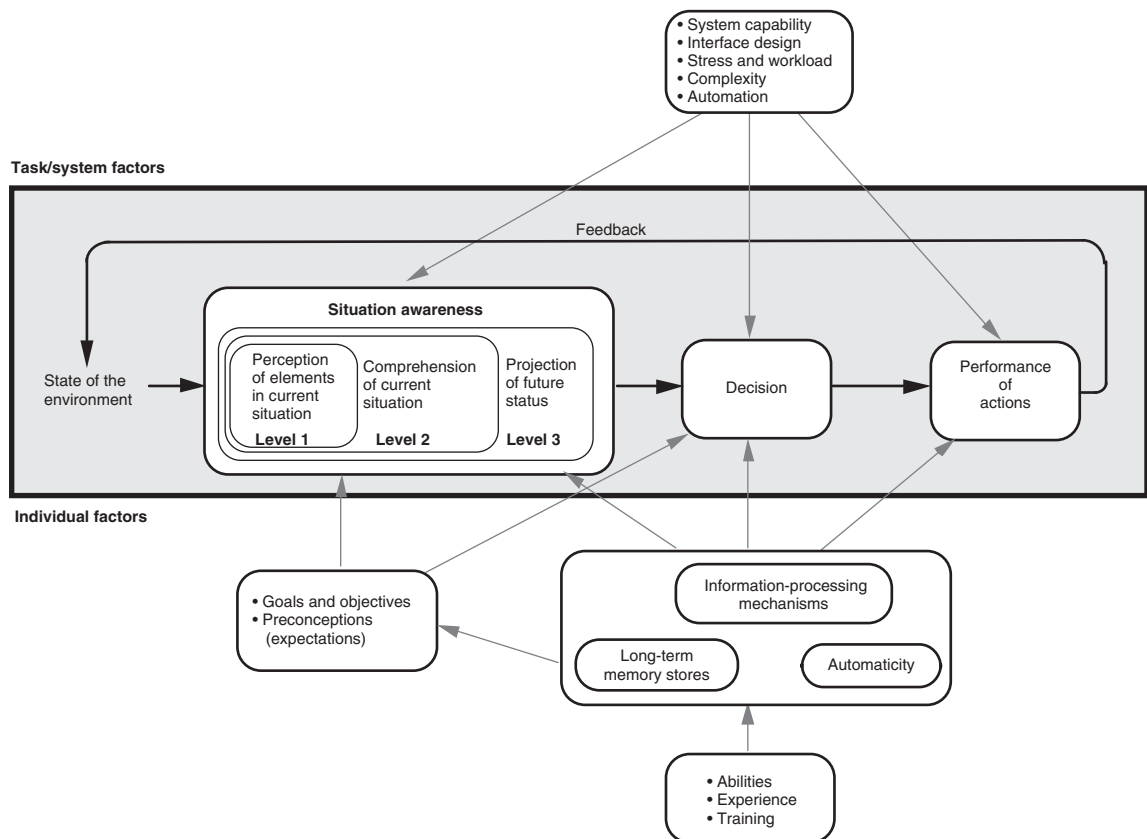 • System capability
• Interface design
• Stress and workload
• Complexity
• Automation
Task/system factors
Feedback
Situation awareness
State of the
environment
Perception
of elements
in current
situation
Level 1
Comprehension
of current
situation
Level 2
Projection
of future
status
Level 3
Decision
Performance
of
actions
Individual factors
• Goals and objectives
• Preconceptions
(expectations)
Information-processing
mechanisms
Long-term
memory stores
Automaticity
• Abilities
• Experience
• Training